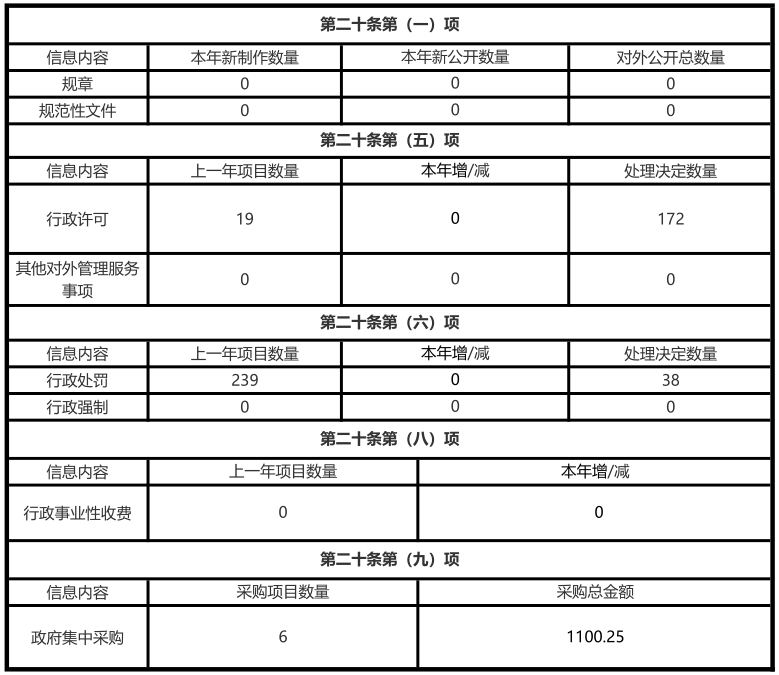 第二十条第（一）项
信息内容 本年新制作数量 本年新公开数量 对外公开总数量
规章 0 0 0
规范性文件 0 0 0
第二十条第（五）项
信息内容 上一年项目数量 本年增/减 处理决定数量
行政许可 19 0 172
其他对外管理服务
事项 0 0 0
第二十条第（六）项
信息内容 上一年项目数量 本年增/减 处理决定数量
行政处罚 239 0 38
行政强制 0 0 0
第二十条第（八）项
信息内容 上一年项目数量 本年增/减
行政事业性收费 0 0
第二十条第（九）项
信息内容 采购项目数量 采购总金额
政府集中采购 6 1100.25